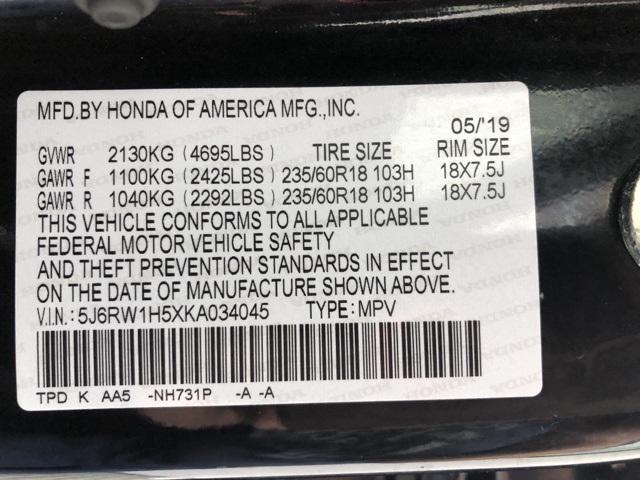 MFD.BY HONDA OF AMERICA MFG.,INC.
05/'19
GVWR 2130KG (4695LBS) TIRE SIZE RIM SIZE
GAWR F 1100KG (2425LBS) 235/60R18 103H 18X7.5J
GAWR R 1040KG (2292LBS) 235/60R18 103H 18X7.5J
THIS VEHICLE CONFORMS TO ALL APPLICABLE
FEDERAL MOTOR VEHICLE SAFETY
AND THEFT PREVENTION STANDARDS IN EFFECT
ON THE DATE OF MANUFACTURE SHOWN ABOVE.
V.I.N.: 5J6RW1H5XKA034045 TYPE: MPV
TPD K AA5 -NH731P -A -A